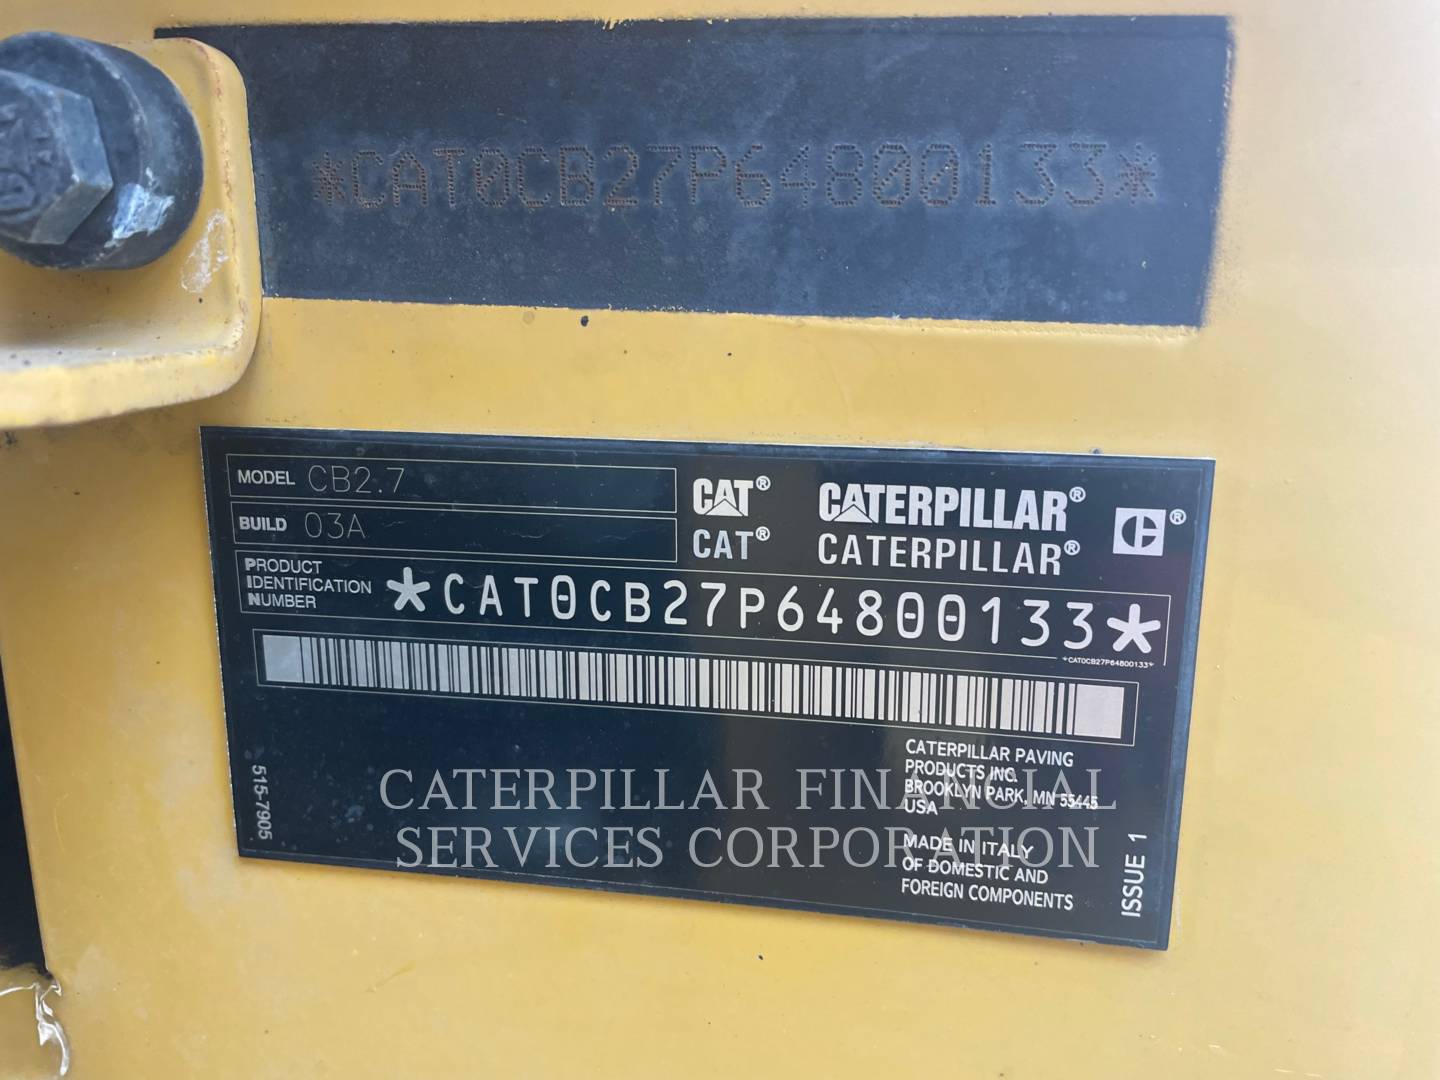 *CAT0CB27P64800133*
MODEL CB2.7
BUILD 03A
CAT® CATERPILLAR® ®
CAT® CATERPILLAR®
PRODUCT
IDENTIFICATION
NUMBER
*CAT0CB27P64800133*
*CAT0CB27P64800133*
515-7905
CATERPILLAR PAVING
PRODUCTS INC.
BROOKLYN PARK, MN 55445
USA
MADE IN ITALY
OF DOMESTIC AND
FOREIGN COMPONENTS
ISSUE 1
CATERPILLAR FINANCIAL
SERVICES CORPORATION